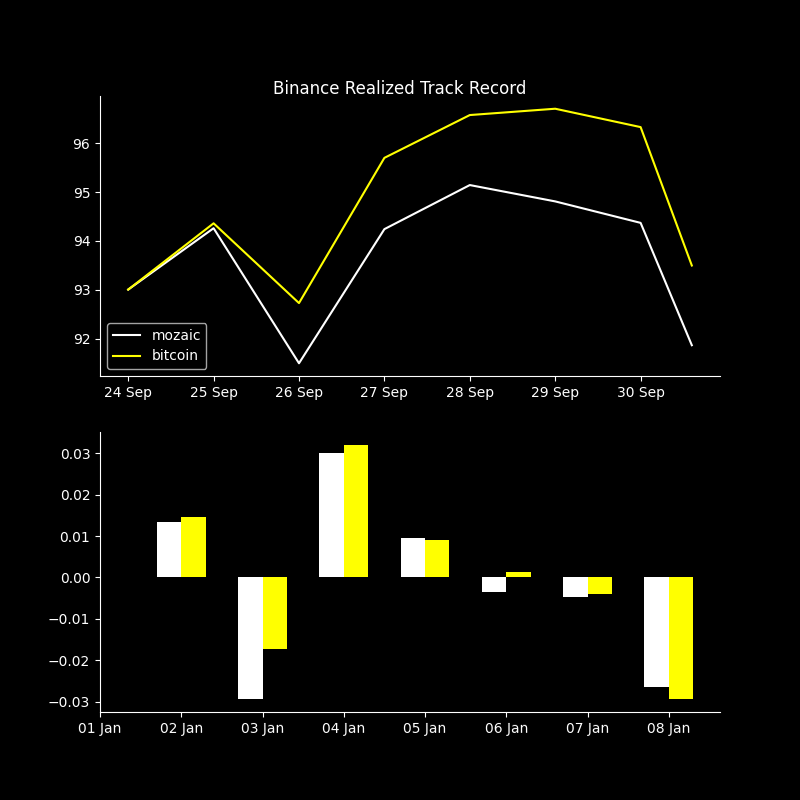 Binance Realized Track Record
96
95
94
93
92
mozaic
bitcoin
24 Sep 25 Sep 26 Sep 27 Sep 28 Sep 29 Sep 30 Sep
0.03
0.02
0.01
0.00
−0.01
−0.02
−0.03
01 Jan 02 Jan 03 Jan 04 Jan 05 Jan 06 Jan 07 Jan 08 Jan